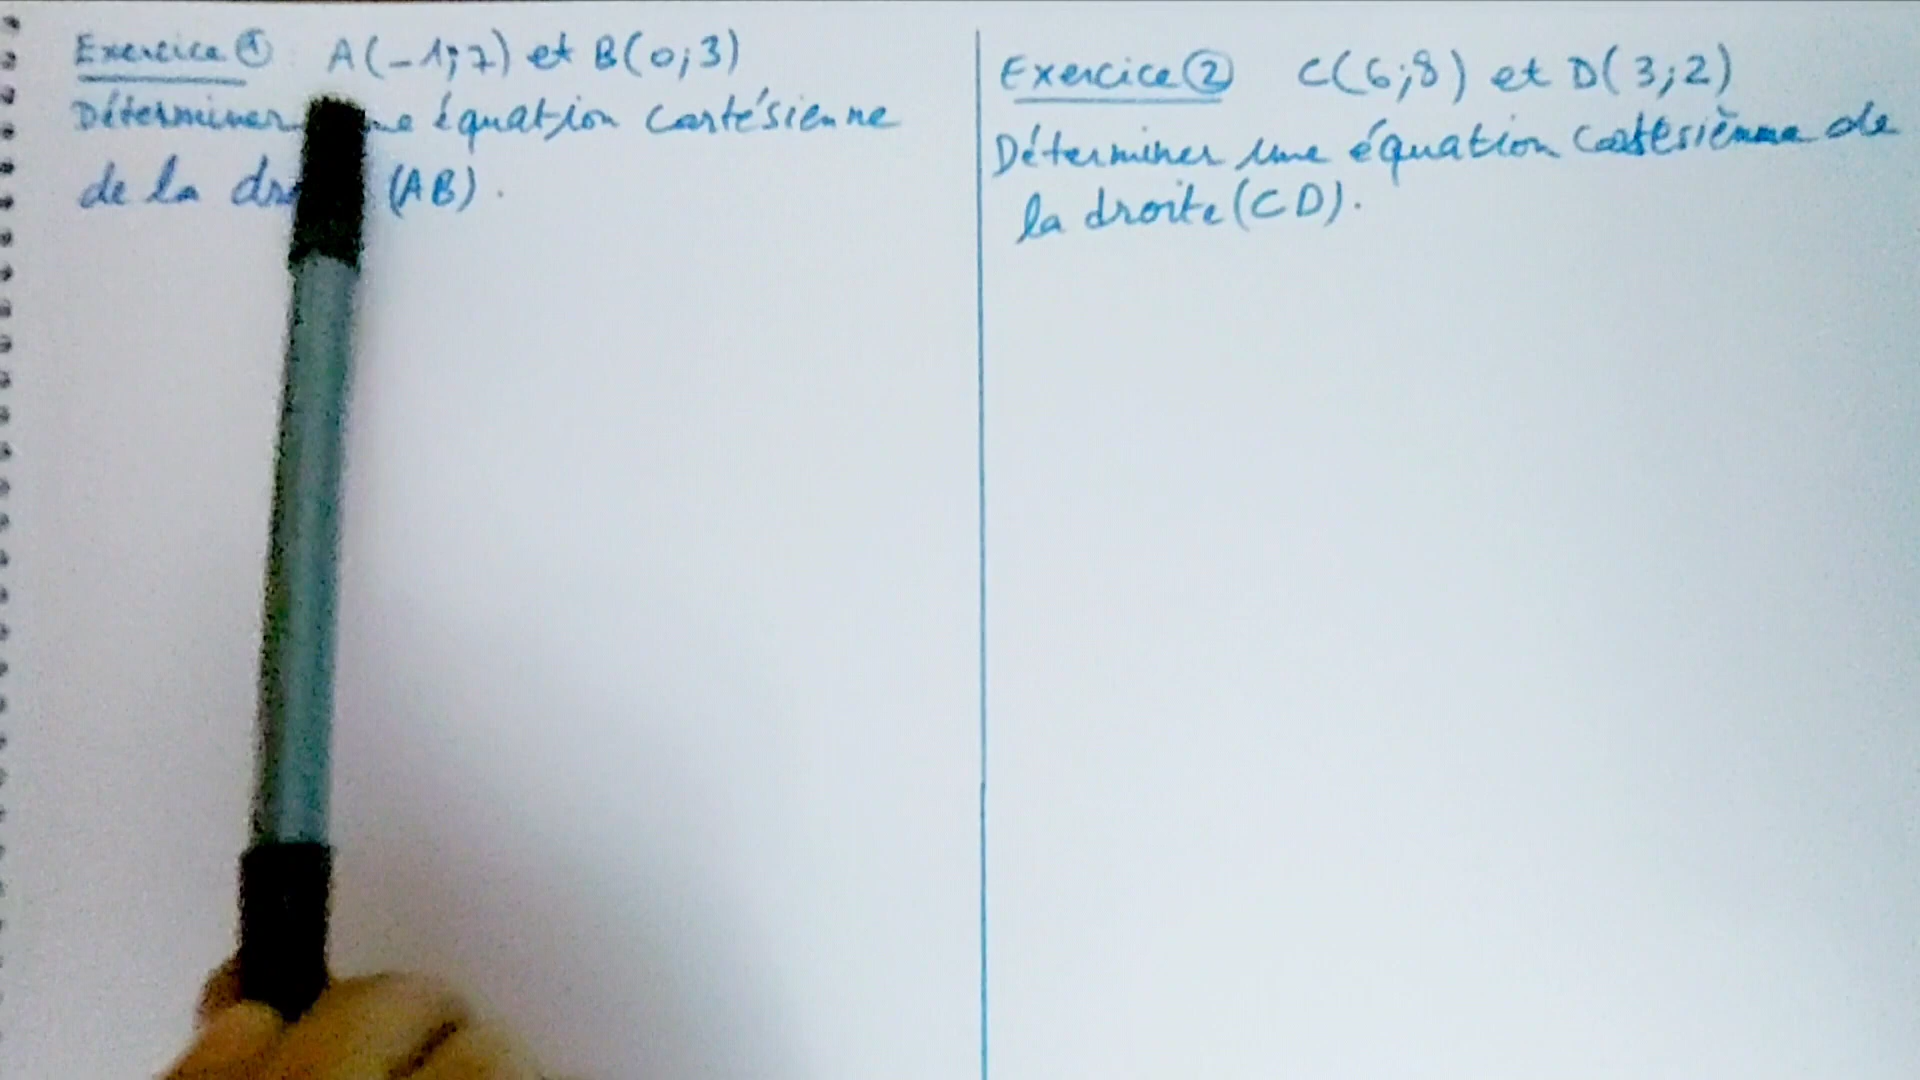 Exercice ① A(-1;7) et B(0;3)
Déterminer équation cartésienne
de la (AB).
Exercice ② C(6;8) et D(3;2)
Déterminer une équation cartésienne de
la droite (CD).